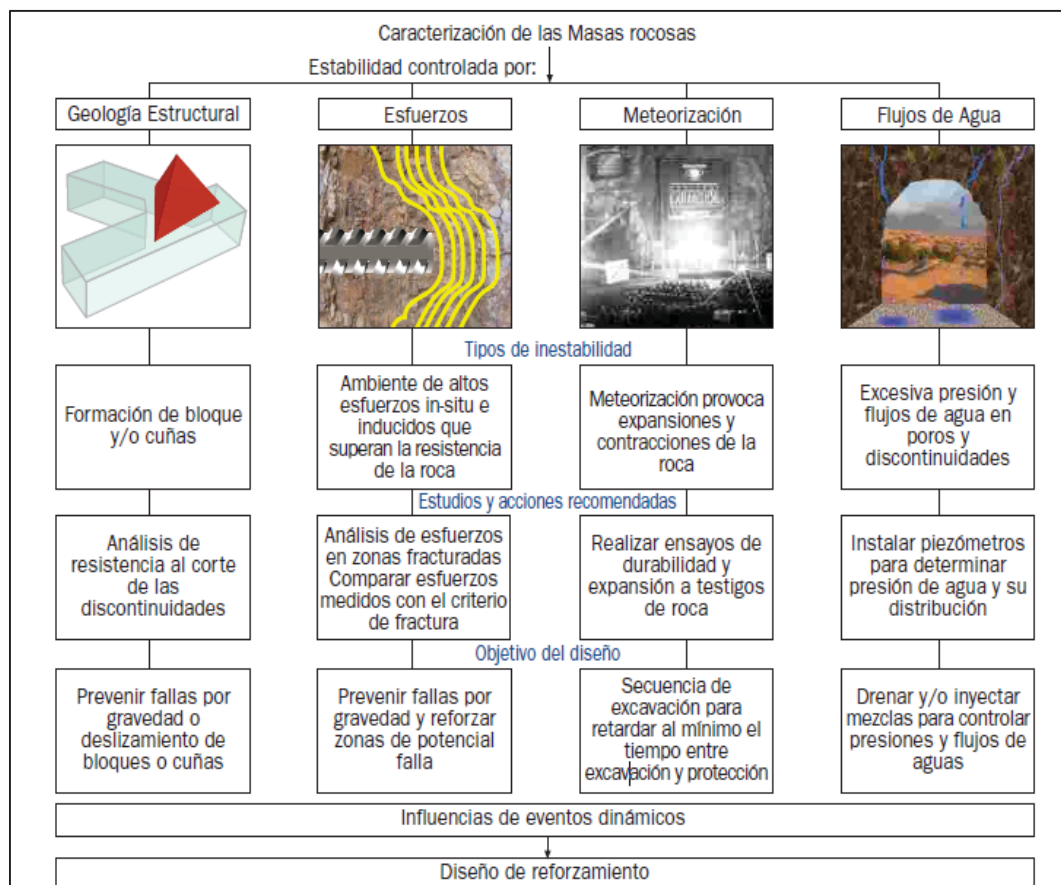 Caracterización de las Masas rocosas
Estabilidad controlada por:
Geología Estructural
Esfuerzos
Meteorización
Flujos de Agua
Tipos de inestabilidad
Formación de bloque
y/o cuñas
Ambiente de altos
esfuerzos in-situ e
inducidos que
superan la resistencia
de la roca
Meteorización provoca
expansiones y
contracciones de la
roca
Excesiva presión y
flujos de agua en
poros y
discontinuidades
Estudios y acciones recomendadas
Análisis de
resistencia al corte
de las
discontinuidades
Análisis de esfuerzos
en zonas fracturadas
Comparar esfuerzos
medidos con el criterio
de fractura
Realizar ensayos de
durabilidad y
expansión a testigos
de roca
Instalar piezómetros
para determinar
presión de agua y su
distribución
Objetivo del diseño
Prevenir fallas por
gravedad o
deslizamiento de
bloques o cuñas
Prevenir fallas por
gravedad y reforzar
zonas de potencial
falla
Secuencia de
excavación para
retardar al mínimo el
tiempo entre
excavación y protección
Drenar y/o inyectar
mezclas para controlar
presiones y flujos de
aguas
Influencias de eventos dinámicos
Diseño de reforzamiento